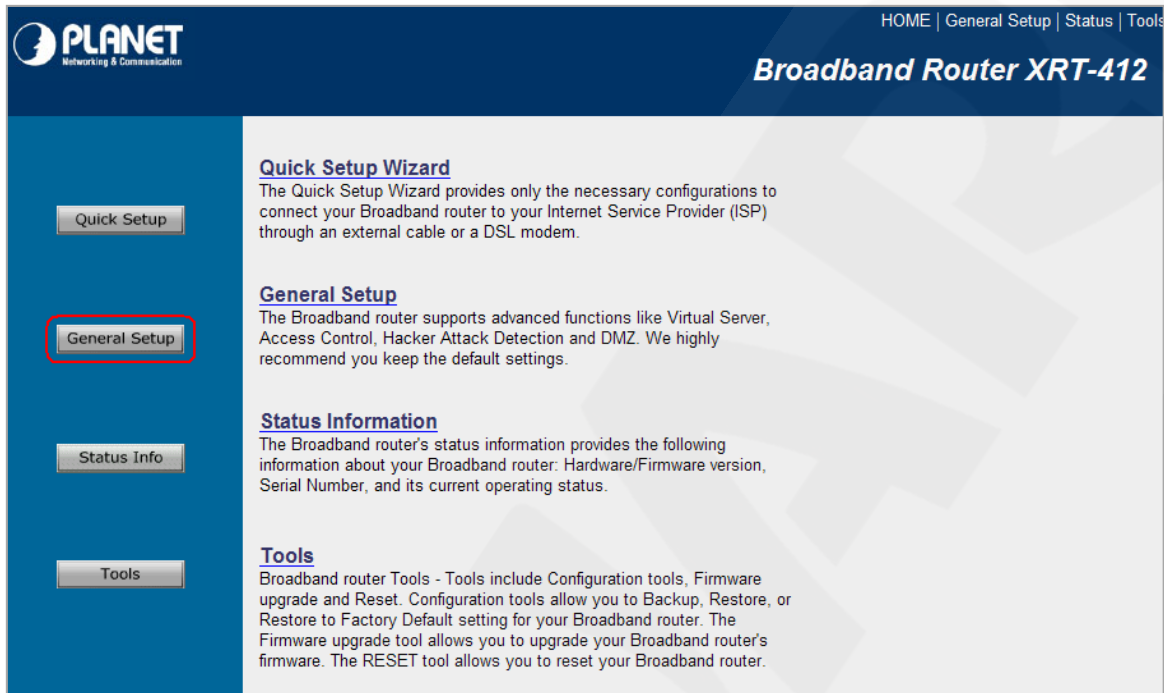 PLANET
Networking & Communication
HOME | General Setup | Status | Tools
Broadband Router XRT-412
Quick Setup
Quick Setup Wizard
The Quick Setup Wizard provides only the necessary configurations to
connect your Broadband router to your Internet Service Provider (ISP)
through an external cable or a DSL modem.
General Setup
General Setup
The Broadband router supports advanced functions like Virtual Server,
Access Control, Hacker Attack Detection and DMZ. We highly
recommend you keep the default settings.
Status Info
Status Information
The Broadband router's status information provides the following
information about your Broadband router: Hardware/Firmware version,
Serial Number, and its current operating status.
Tools
Tools
Broadband router Tools - Tools include Configuration tools, Firmware
upgrade and Reset. Configuration tools allow you to Backup, Restore, or
Restore to Factory Default setting for your Broadband router. The
Firmware upgrade tool allows you to upgrade your Broadband router's
firmware. The RESET tool allows you to reset your Broadband router.